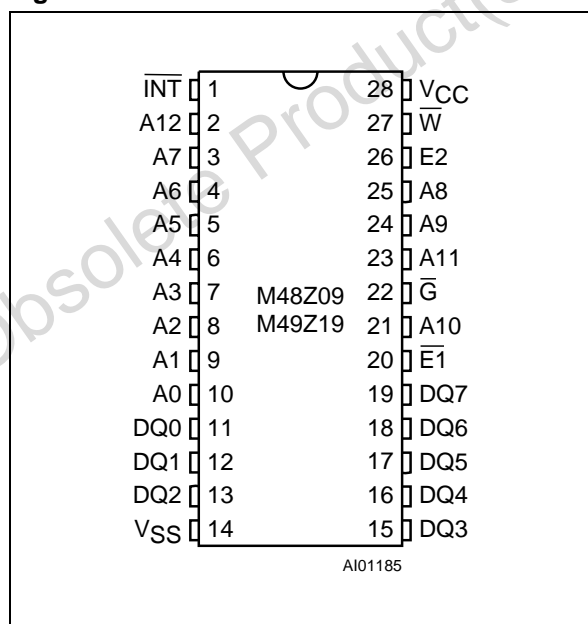 Obsolete Product(
I̅N̅T̅ 1 28 VCC
A12 2 27 W̅
A7 3 26 E2
A6 4 25 A8
A5 5 24 A9
A4 6 23 A11
A3 7 M48Z09 22 G̅
A2 8 M49Z19 21 A10
A1 9 20 E̅1̅
A0 10 19 DQ7
DQ0 11 18 DQ6
DQ1 12 17 DQ5
DQ2 13 16 DQ4
VSS 14 15 DQ3
AI01185